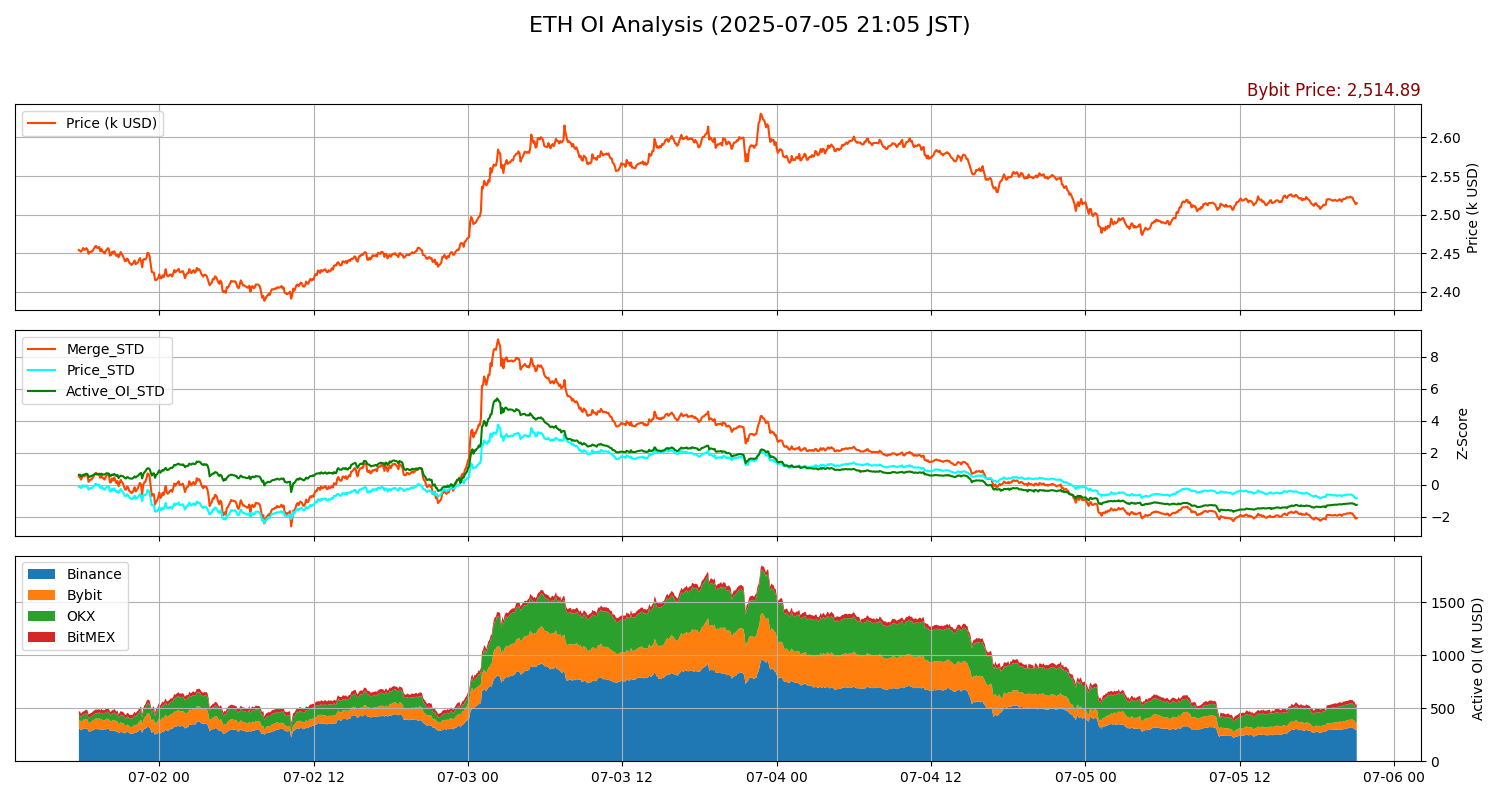 ETH OI Analysis (2025-07-05 21:05 JST)
Bybit Price: 2,514.89
Price (k USD)
2.60
2.55
2.50
2.45
2.40
Price (k USD)
Merge_STD
Price_STD
Active_OI_STD
8
6
4
2
0
−2
Z-Score
Binance
Bybit
OKX
BitMEX
1500
1000
500
0
Active OI (M USD)
07-02 00
07-02 12
07-03 00
07-03 12
07-04 00
07-04 12
07-05 00
07-05 12
07-06 00